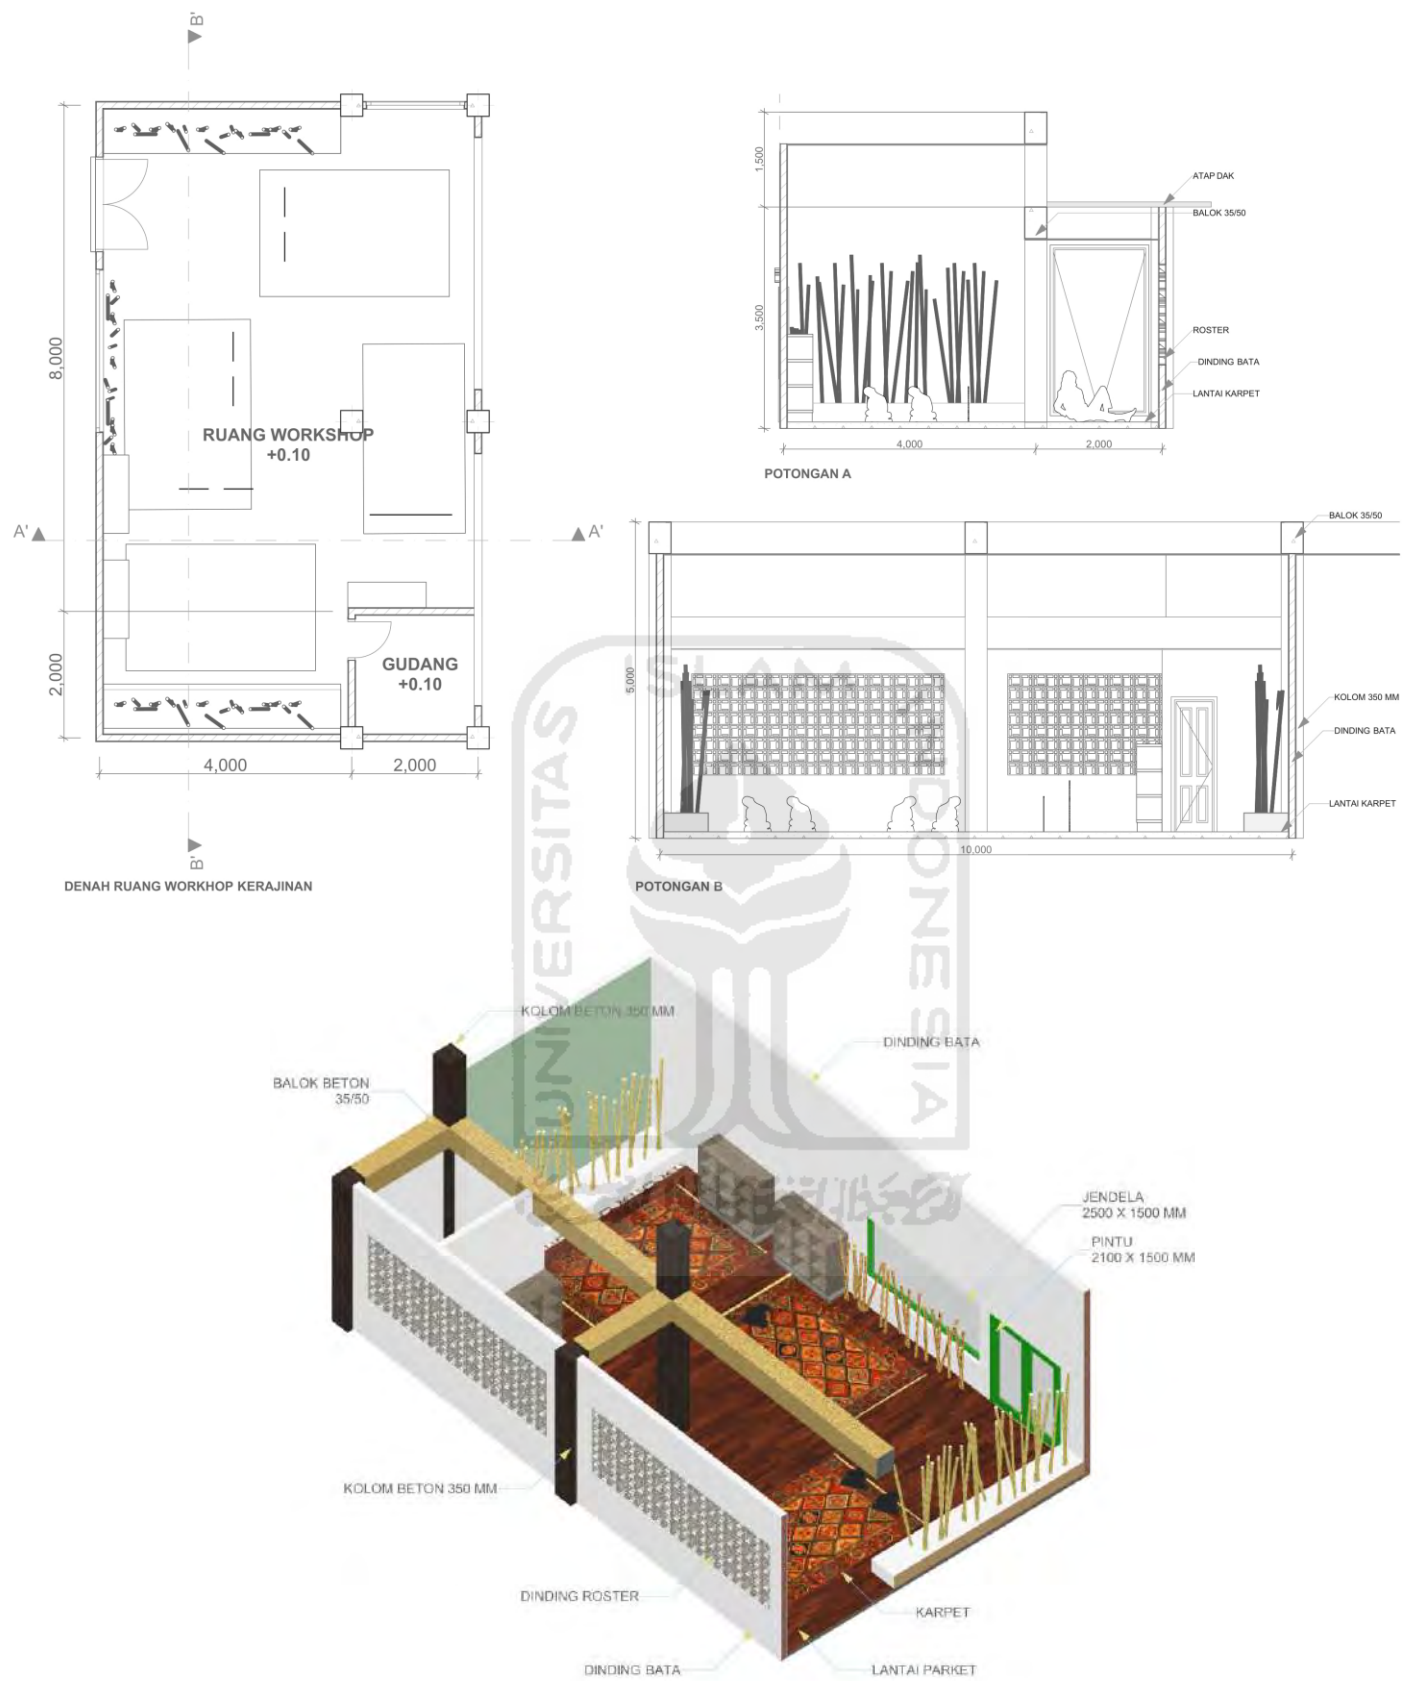 B'
8,000
RUANG WORKSHOP
+0.10
A'
A'
GUDANG
+0.10
2,000
4,000
2,000
B'
DENAH RUANG WORKHOP KERAJINAN
1,500
3,500
ATAP DAK
BALOK 35/50
ROSTER
DINDING BATA
LANTAI KARPET
4,000
2,000
POTONGAN A
BALOK 35/50
5,000
KOLOM 350 MM
DINDING BATA
LANTAI KARPET
10,000
POTONGAN B
UNIVERSITAS
ISLAM
INDONESIA
KOLOM BETON 350 MM
DINDING BATA
BALOK BETON
35/50
JENDELA
2500 X 1500 MM
PINTU
2100 X 1500 MM
KOLOM BETON 350 MM
DINDING ROSTER
KARPET
DINDING BATA
LANTAI PARKET